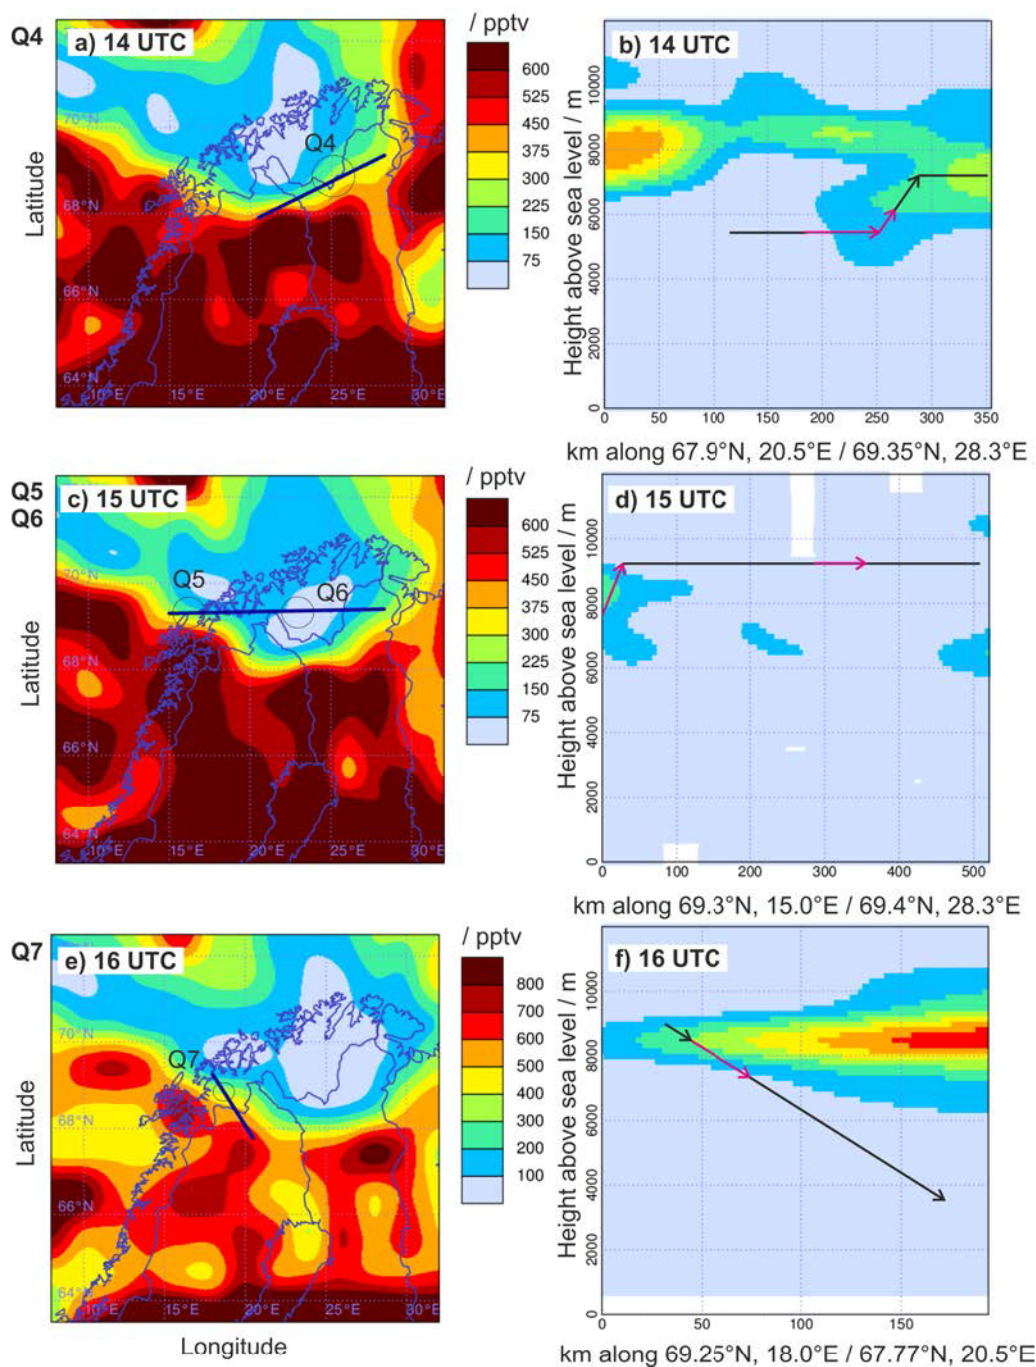 Q4
a) 14 UTC
/ pptv
600
525
450
375
300
225
150
75
Latitude
70°N
68°N
66°N
64°N
10°E
15°E
20°E
25°E
30°E
Q4
b) 14 UTC
Height above sea level / m
10000
8000
6000
4000
2000
0
0
50
100
150
200
250
300
350
km along 67.9°N, 20.5°E / 69.35°N, 28.3°E
Q5
Q6
c) 15 UTC
600
525
450
375
300
225
150
75
Latitude
70°N
68°N
66°N
64°N
10°E
15°E
20°E
25°E
30°E
Q5
Q6
d) 15 UTC
Height above sea level / m
10000
8000
6000
4000
2000
0
0
100
200
300
400
500
km along 69.3°N, 15.0°E / 69.4°N, 28.3°E
Q7
e) 16 UTC
/ pptv
800
700
600
500
400
300
200
100
Latitude
70°N
68°N
66°N
64°N
10°E
15°E
20°E
25°E
30°E
Q7
Longitude
f) 16 UTC
Height above sea level / m
10000
8000
6000
4000
2000
0
0
50
100
150
km along 69.25°N, 18.0°E / 67.77°N, 20.5°E